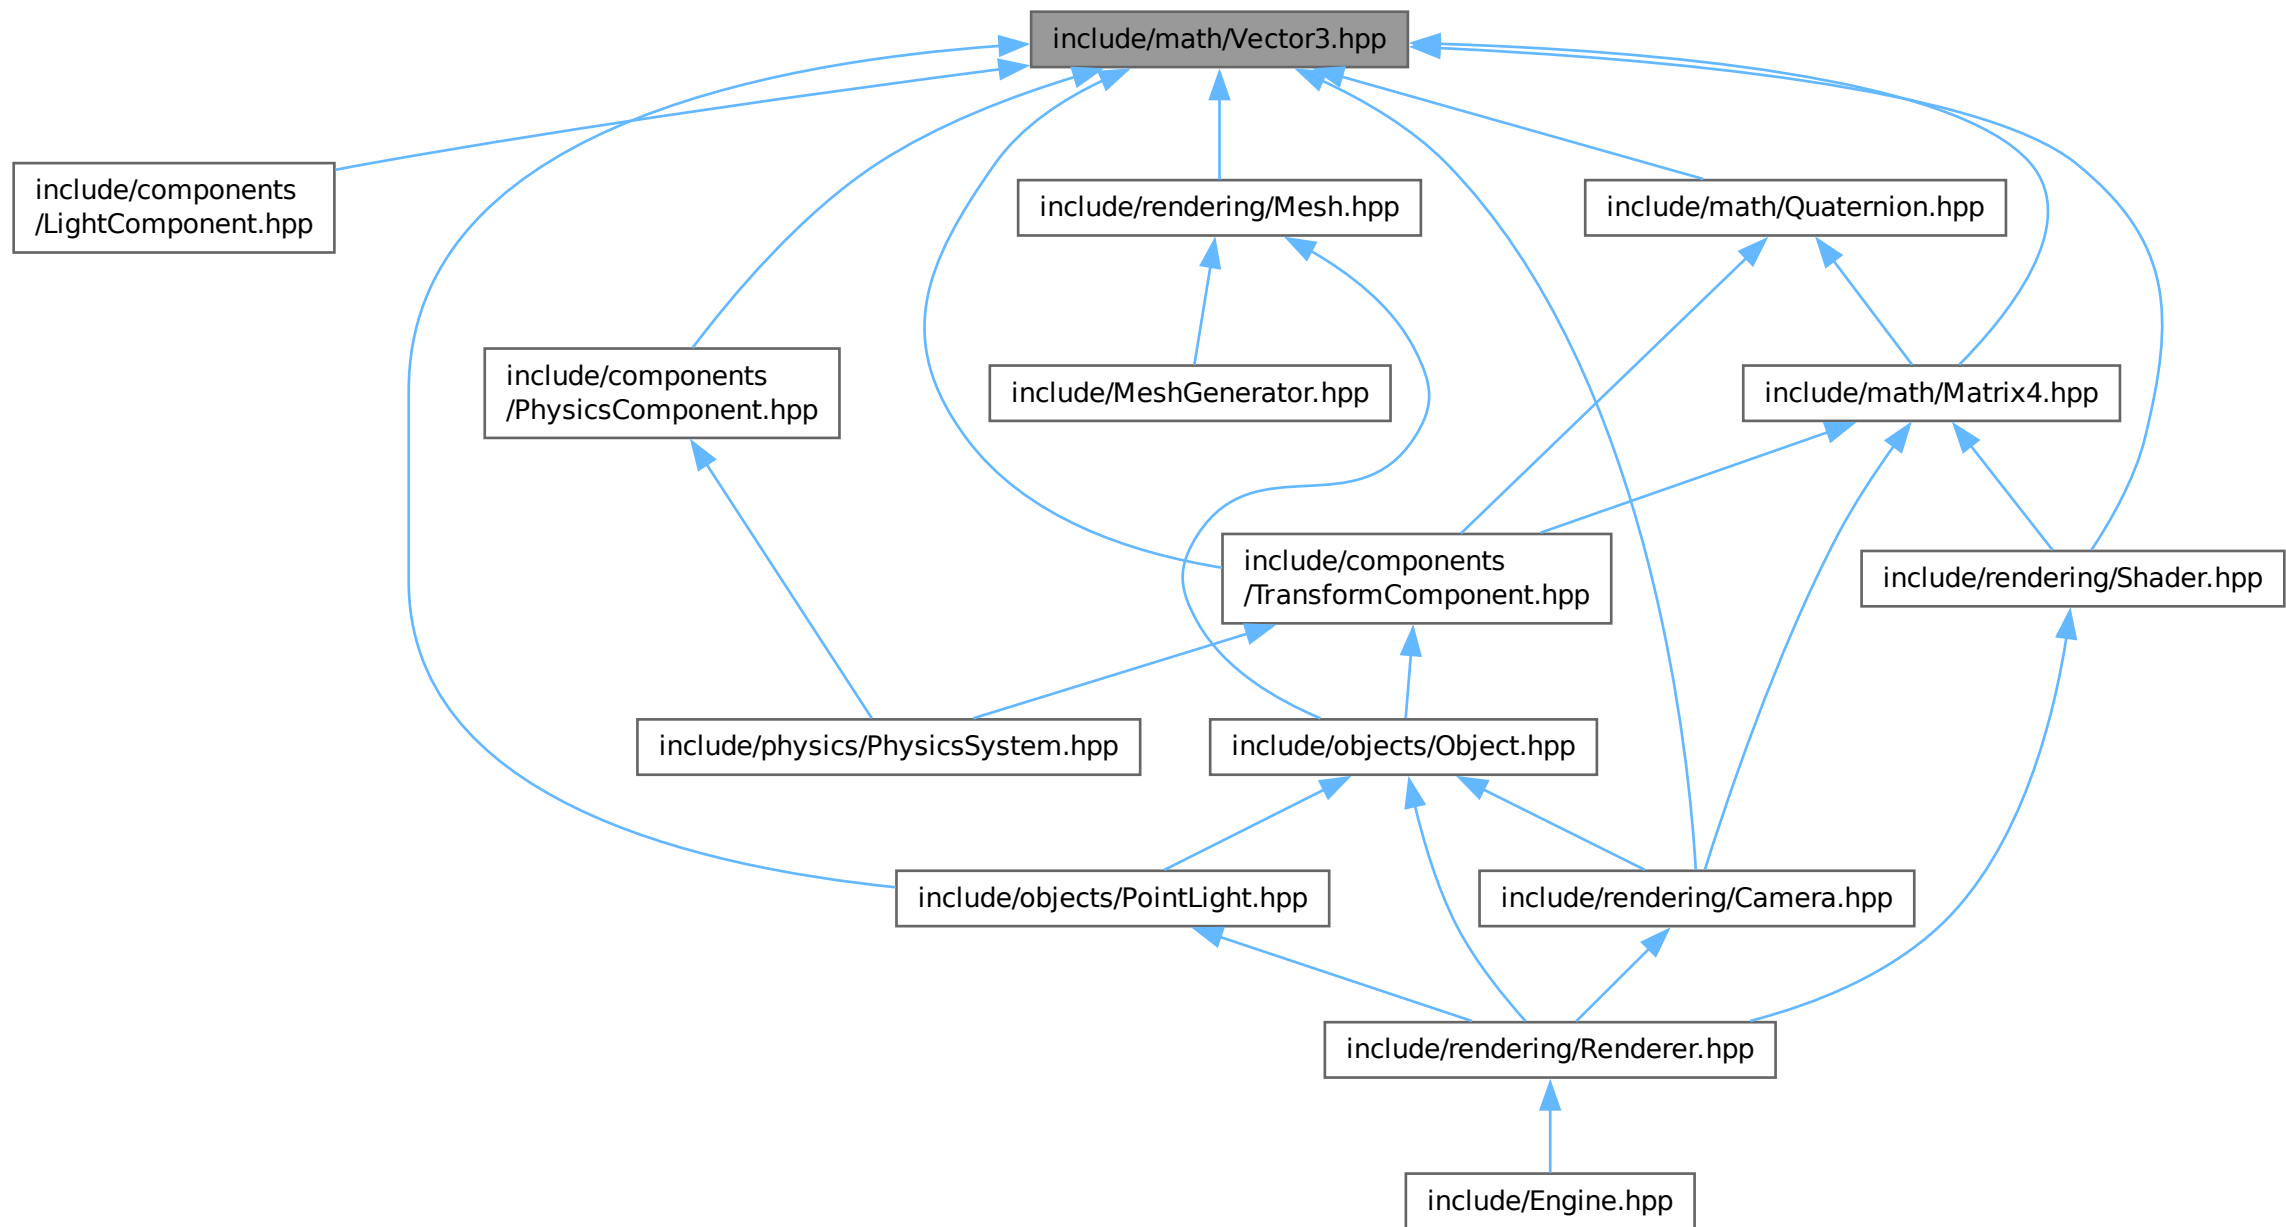 include/math/Vector3.hpp
include/components
/LightComponent.hpp
include/rendering/Mesh.hpp
include/math/Quaternion.hpp
include/components
/PhysicsComponent.hpp
include/MeshGenerator.hpp
include/math/Matrix4.hpp
include/components
/TransformComponent.hpp
include/rendering/Shader.hpp
include/physics/PhysicsSystem.hpp
include/objects/Object.hpp
include/objects/PointLight.hpp
include/rendering/Camera.hpp
include/rendering/Renderer.hpp
include/Engine.hpp